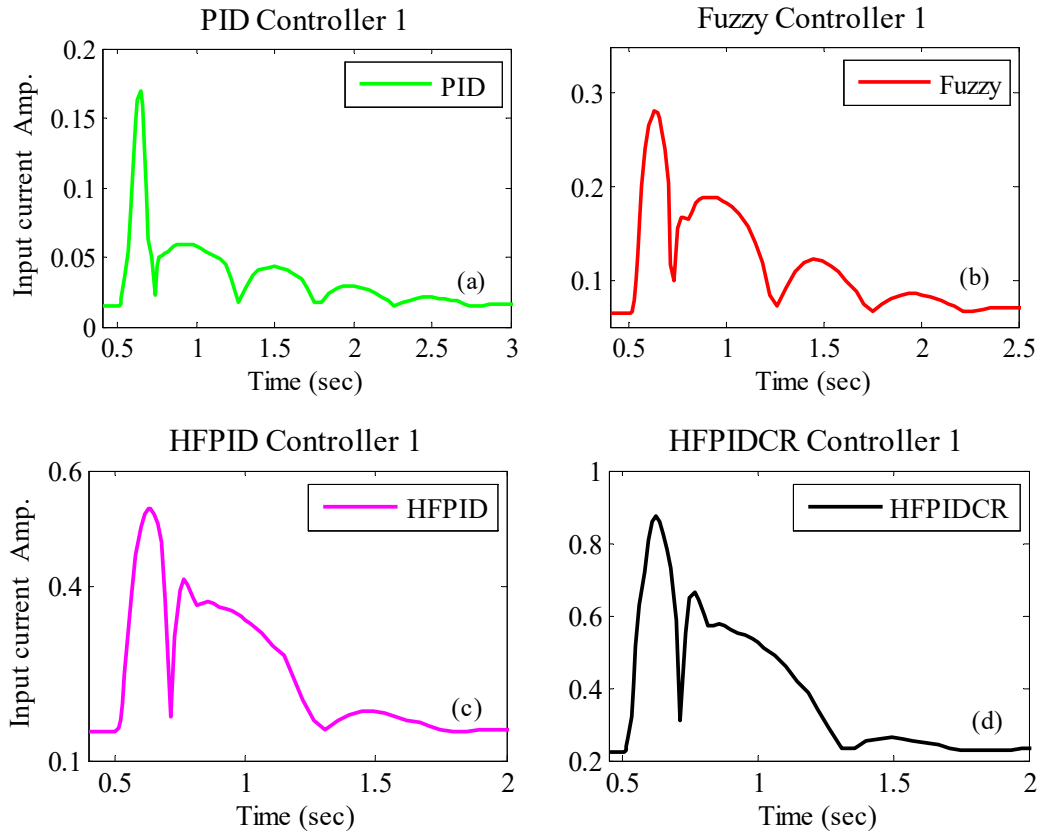 PID Controller 1
Input current Amp.
0.2
0.15
0.1
0.05
0
PID
(a)
0.5 1 1.5 2 2.5 3
Time (sec)
Fuzzy Controller 1
0.3
0.2
0.1
Fuzzy
(b)
0.5 1 1.5 2 2.5
Time (sec)
HFPID Controller 1
Input current Amp.
0.6
0.4
0.1
HFPID
(c)
0.5 1 1.5 2
Time (sec)
HFPIDCR Controller 1
1
0.8
0.6
0.4
0.2
HFPIDCR
(d)
0.5 1 1.5 2
Time (sec)